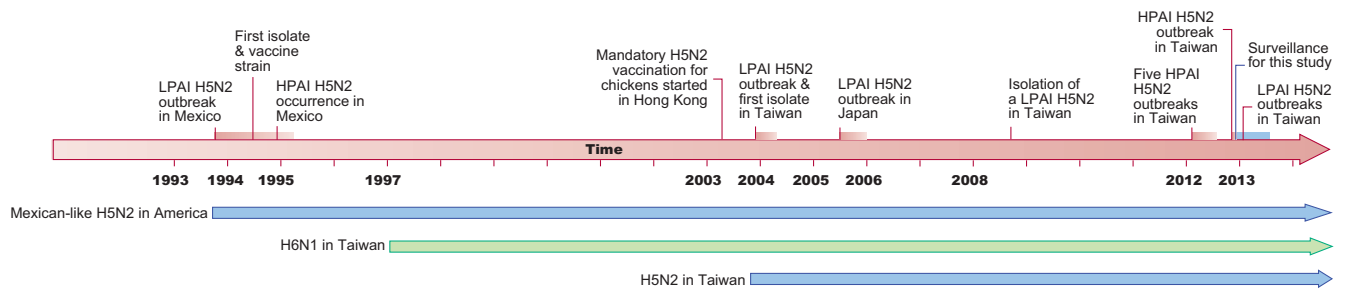 LPAI H5N2
outbreak
in Mexico
First isolate
& vaccine
strain
HPAI H5N2
occurrence in
Mexico
Mandatory H5N2
vaccination for
chickens started
in Hong Kong
LPAI H5N2
outbreak &
first isolate
in Taiwan
LPAI H5N2
outbreak in
Japan
Isolation of
a LPAI H5N2
in Taiwan
Five HPAI
H5N2
outbreaks
in Taiwan
HPAI H5N2
outbreak
in Taiwan
Surveillance
for this study
LPAI H5N2
outbreaks
in Taiwan
Time
1993 1994 1995 1997 2003 2004 2005 2006 2008 2012 2013
Mexican-like H5N2 in America
H6N1 in Taiwan
H5N2 in Taiwan